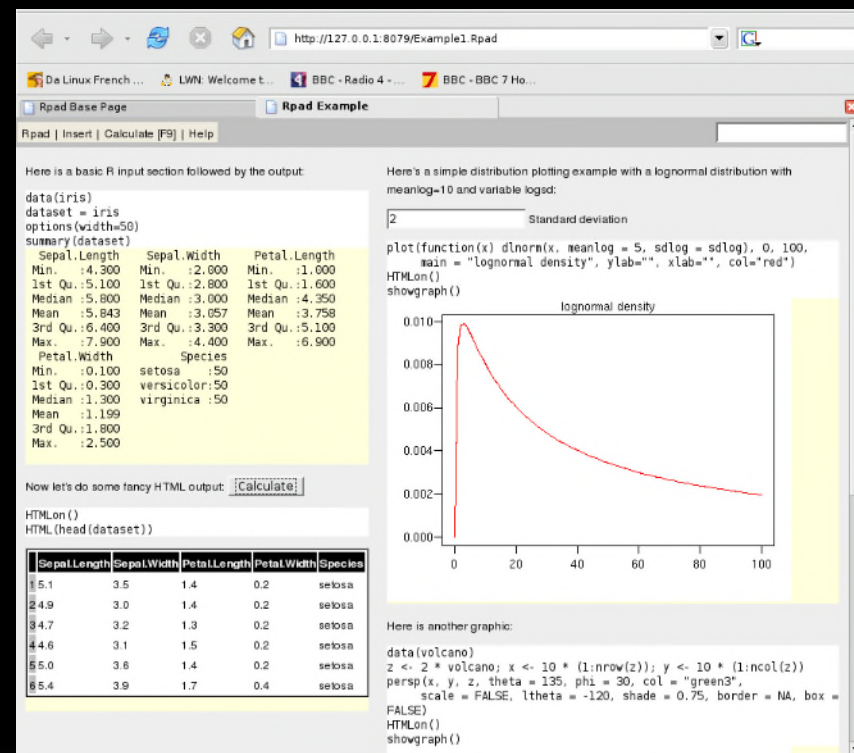 http://127.0.0.1:8079/Example1.Rpad
G
Da Linux French ... LWN: Welcome t... BBC - Radio 4 - ... 7 BBC - BBC 7 Ho...
Rpad Base Page Rpad Example
Rpad | Insert | Calculate [F9] | Help
Here is a basic R input section followed by the output:
data(iris)
dataset = iris
options(width=50)
summary(dataset)
Sepal.Length Sepal.Width Petal.Length
Min. :4.300 Min. :2.000 Min. :1.000
1st Qu.:5.100 1st Qu.:2.800 1st Qu.:1.600
Median :5.800 Median :3.000 Median :4.350
Mean :5.843 Mean :3.057 Mean :3.758
3rd Qu.:6.400 3rd Qu.:3.300 3rd Qu.:5.100
Max. :7.900 Max. :4.400 Max. :6.900
Petal.Width Species
Min. :0.100 setosa :50
1st Qu.:0.300 versicolor:50
Median :1.300 virginica :50
Mean :1.199
3rd Qu.:1.800
Max. :2.500
Now let's do some fancy HTML output: Calculate
HTMLon()
HTML(head(dataset))
Sepal.Length Sepal.Width Petal.Length Petal.Width Species
1 5.1 3.5 1.4 0.2 setosa
2 4.9 3.0 1.4 0.2 setosa
3 4.7 3.2 1.3 0.2 setosa
4 4.6 3.1 1.5 0.2 setosa
5 5.0 3.6 1.4 0.2 setosa
6 5.4 3.9 1.7 0.4 setosa
Here's a simple distribution plotting example with a lognormal distribution with
meanlog=10 and variable logsd:
2 Standard deviation
plot(function(x) dlnorm(x, meanlog = 5, sdlog = sdlog), 0, 100,
main = "lognormal density", ylab="", xlab="", col="red")
HTMLon()
showgraph()
lognormal density
0.010
0.008
0.006
0.004
0.002
0.000
0 20 40 60 80 100
Here is another graphic:
data(volcano)
z <- 2 * volcano; x <- 10 * (1:nrow(z)); y <- 10 * (1:ncol(z))
persp(x, y, z, theta = 135, phi = 30, col = "green3",
scale = FALSE, ltheta = -120, shade = 0.75, border = NA, box =
FALSE)
HTMLon()
showgraph()